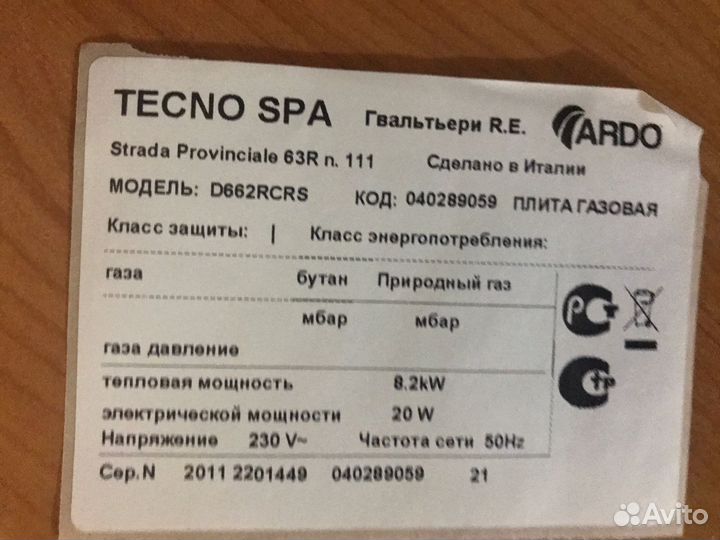 TECNO SPA Гвальтьери R.E. ARDO
Strada Provinciale 63R n. 111 Сделано в Италии
МОДЕЛЬ: D662RCRS КОД: 040289059 ПЛИТА ГАЗОВАЯ
Класс защиты: I Класс энергопотребления:
газа бутан Природный газ
мбар мбар
газа давление
тепловая мощность 8.2kW
электрической мощности 20 W
Напряжение 230 V~ Частота сети 50Hz
Сер.N 2011 2201449 040289059 21
Avito